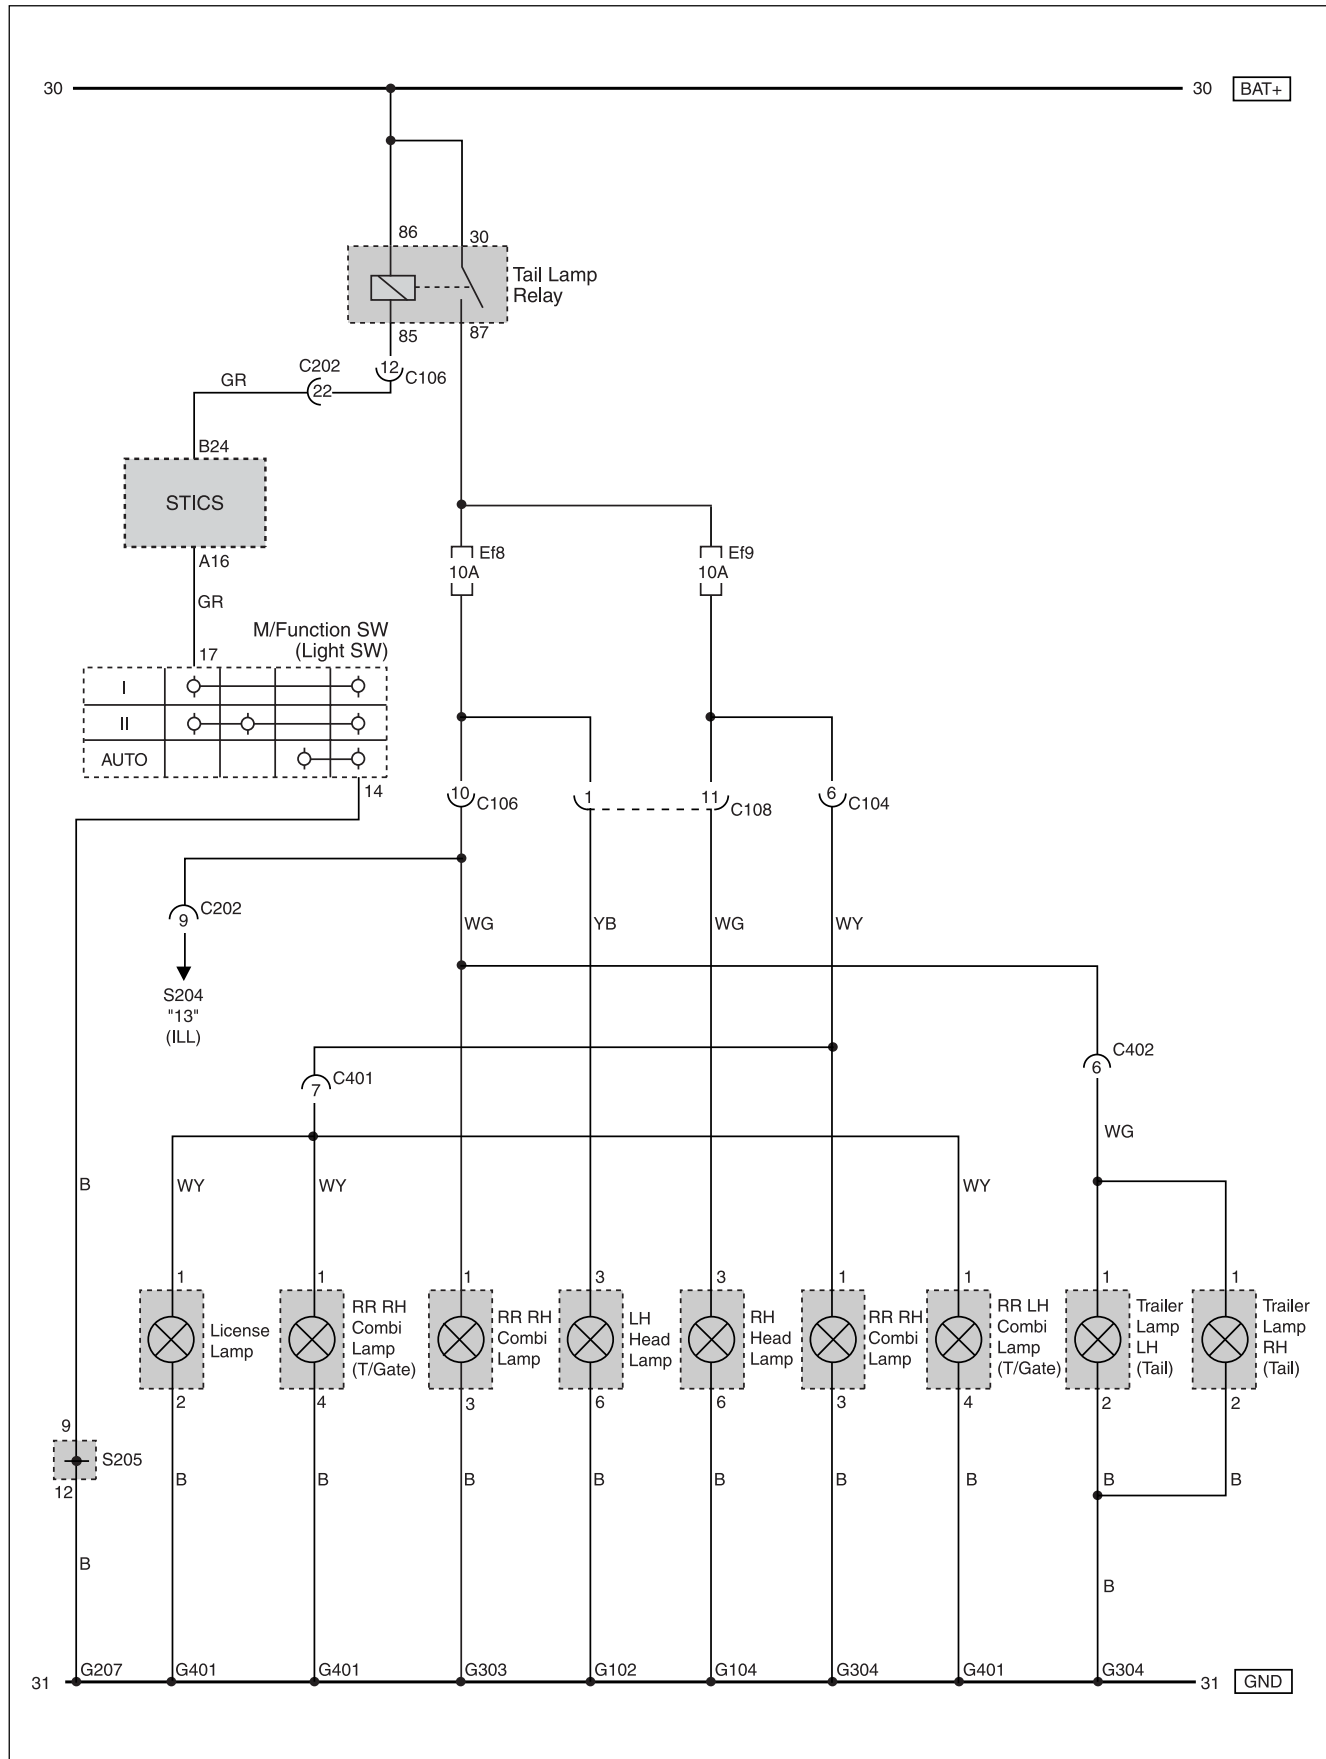 30
30 BAT+
86 30
Tail Lamp
Relay
85 87
C202 12 C106
GR 22
B24
STICS
A16
Ef8 Ef9
10A 10A
GR
M/Function SW
(Light SW)
17
I
II
AUTO
14
10 C106 1 11 C108 6 C104
C202
9
WG YB WG WY
S204
"13"
(ILL)
C402
6
C401
7
WG
B WY WY WY
1 1 1 3 3 1 1 1 1
License
Lamp
RR RH
Combi
Lamp
(T/Gate)
RR RH
Combi
Lamp
LH
Head
Lamp
RH
Head
Lamp
RR RH
Combi
Lamp
RR LH
Combi
Lamp
(T/Gate)
Trailer
Lamp
LH
(Tail)
Trailer
Lamp
RH
(Tail)
2 4 3 6 6 3 4 2 2
9
S205
12
B B B B B B B B B
B
B
31 G207 G401 G401 G303 G102 G104 G304 G401 G304 31 GND